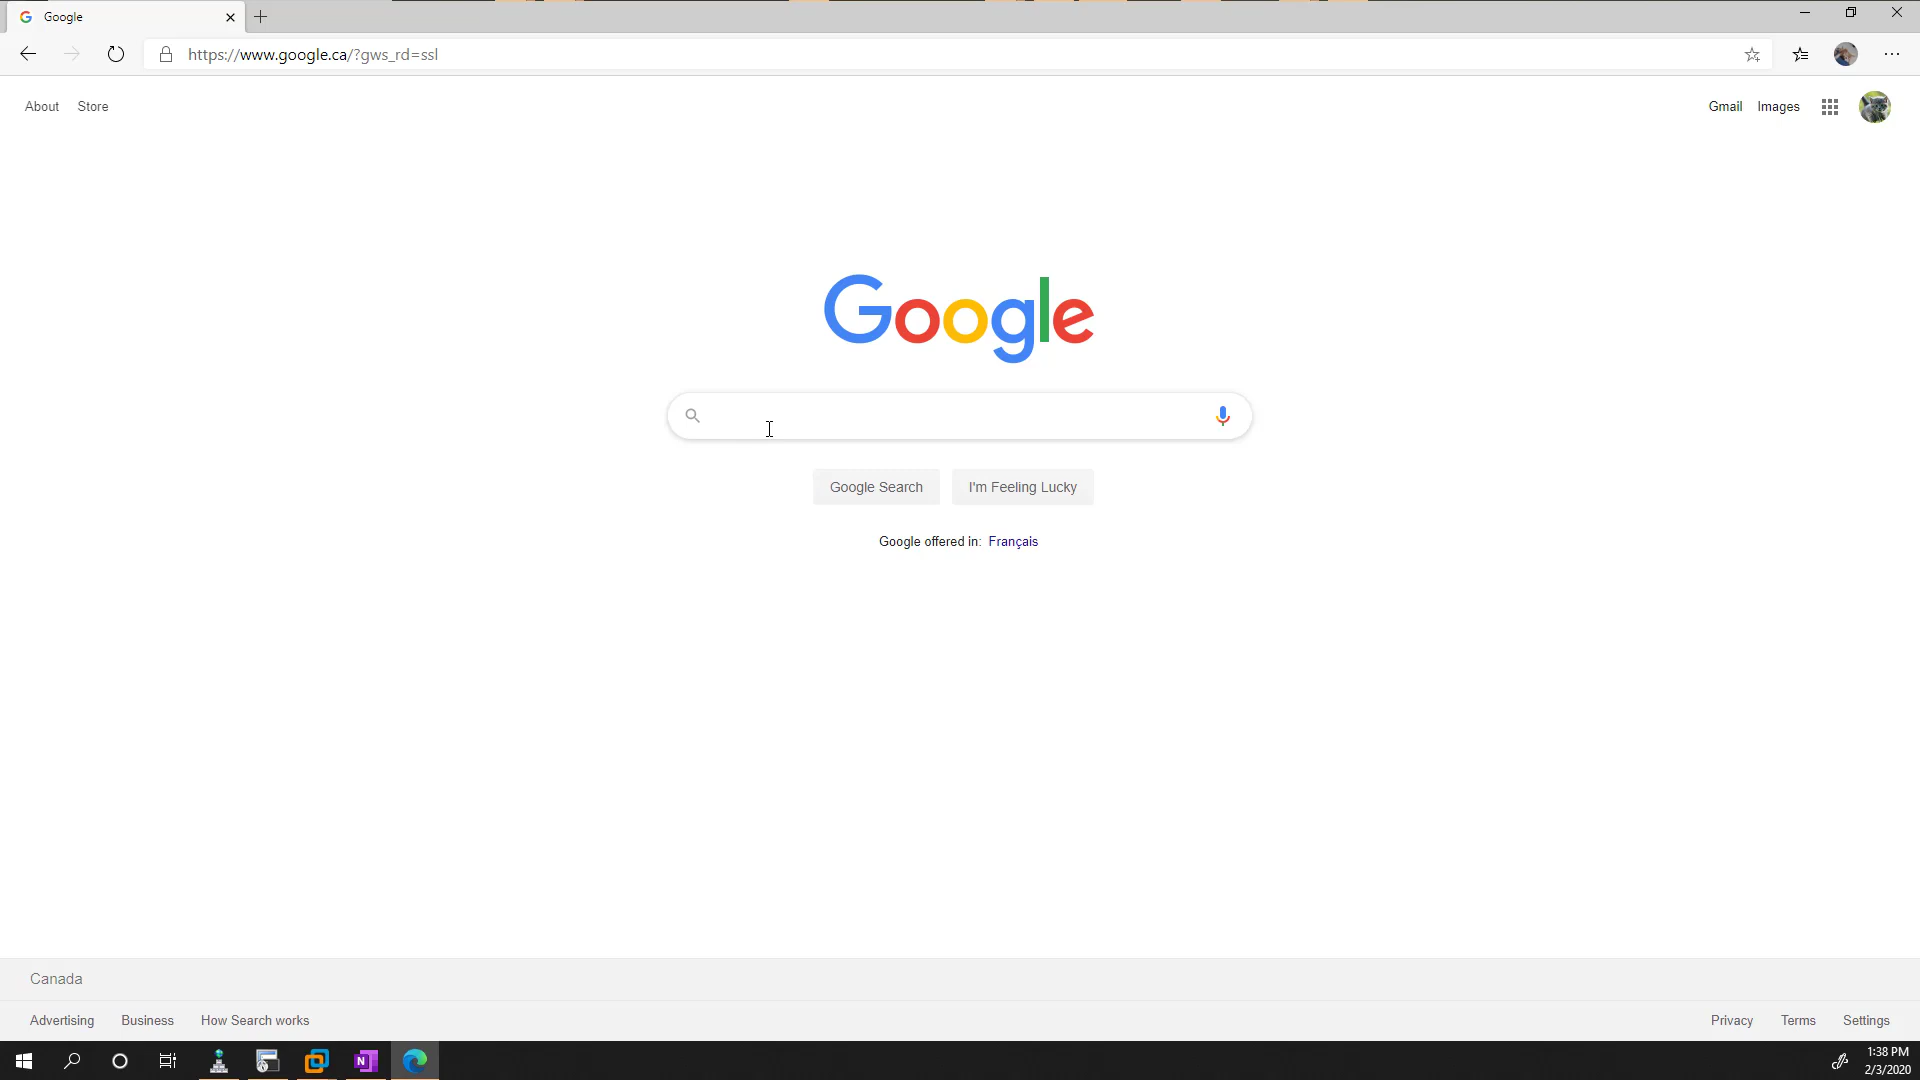 Google
https://www.google.ca/?gws_rd=ssl
About Store
Gmail Images
Google
Google Search I'm Feeling Lucky
Google offered in: Français
Canada
Advertising Business How Search works
Privacy Terms Settings
N
1:38 PM
2/3/2020